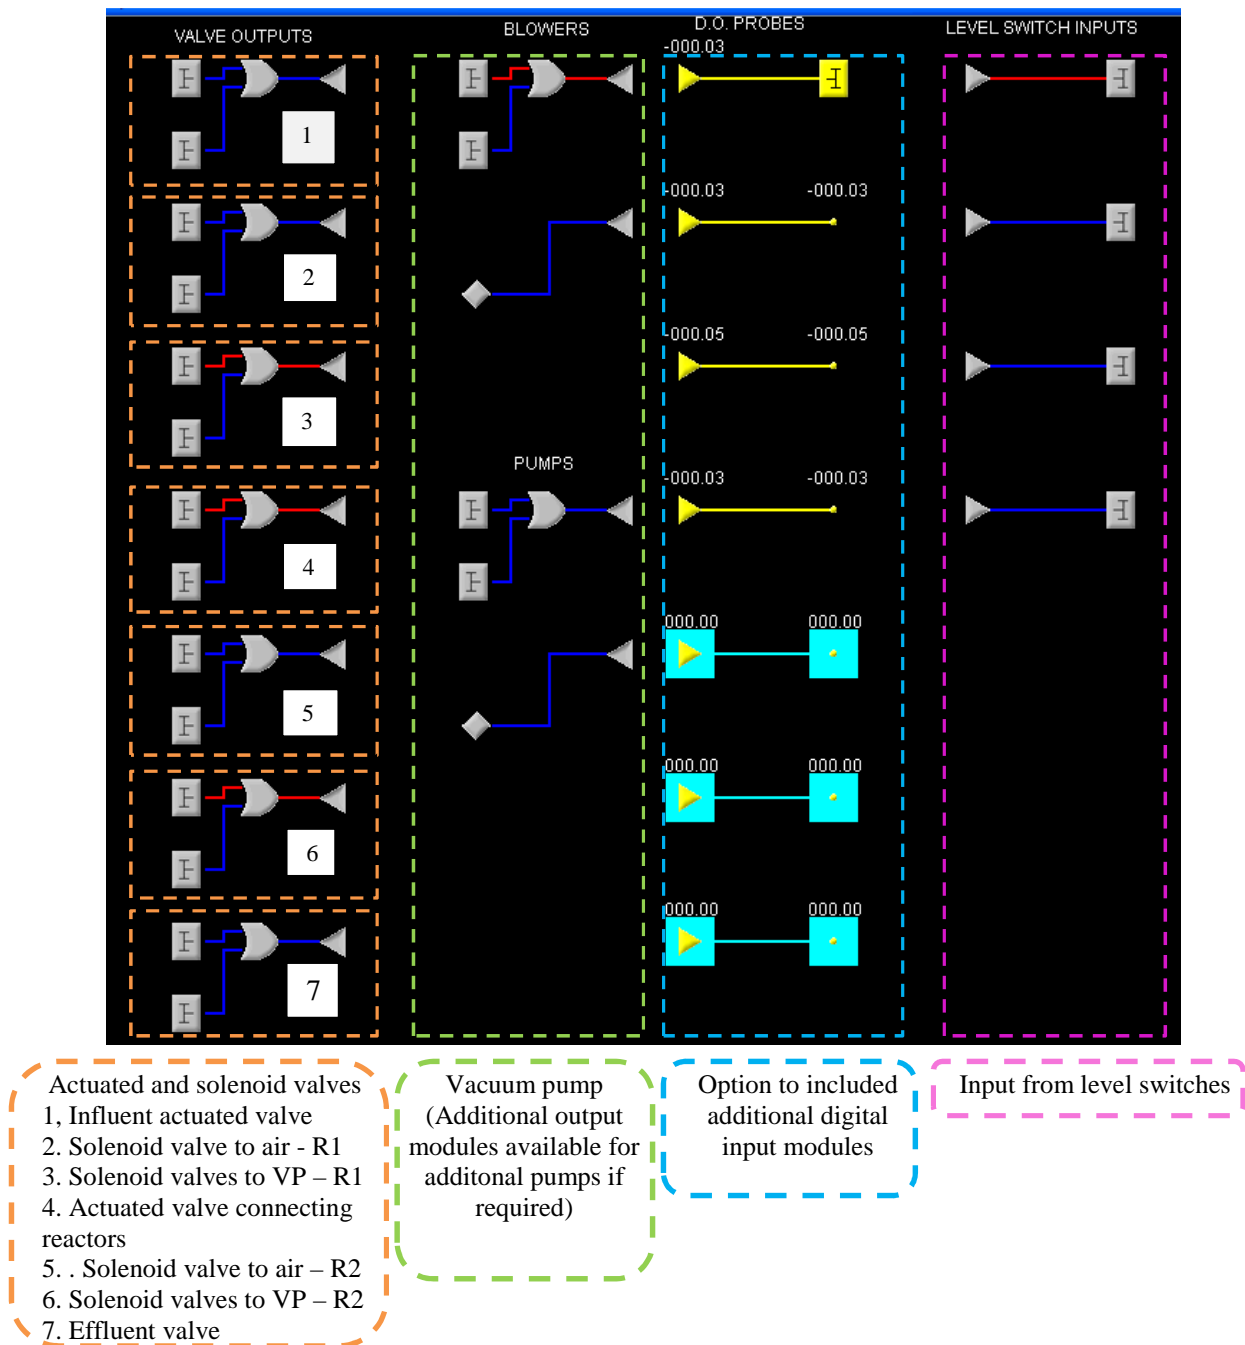 VALVE OUTPUTS
BLOWERS
D.O. PROBES
LEVEL SWITCH INPUTS
-000.03
1
-000.03 -000.03
2
-000.05 -000.05
3
PUMPS
-000.03 -000.03
4
000.00 000.00
5
000.00 000.00
6
000.00 000.00
7
Actuated and solenoid valves
1, Influent actuated valve
2. Solenoid valve to air - R1
3. Solenoid valves to VP – R1
4. Actuated valve connecting
reactors
5. . Solenoid valve to air – R2
6. Solenoid valves to VP – R2
7. Effluent valve
Vacuum pump
(Additional output
modules available for
additonal pumps if
required)
Option to included
additional digital
input modules
Input from level switches